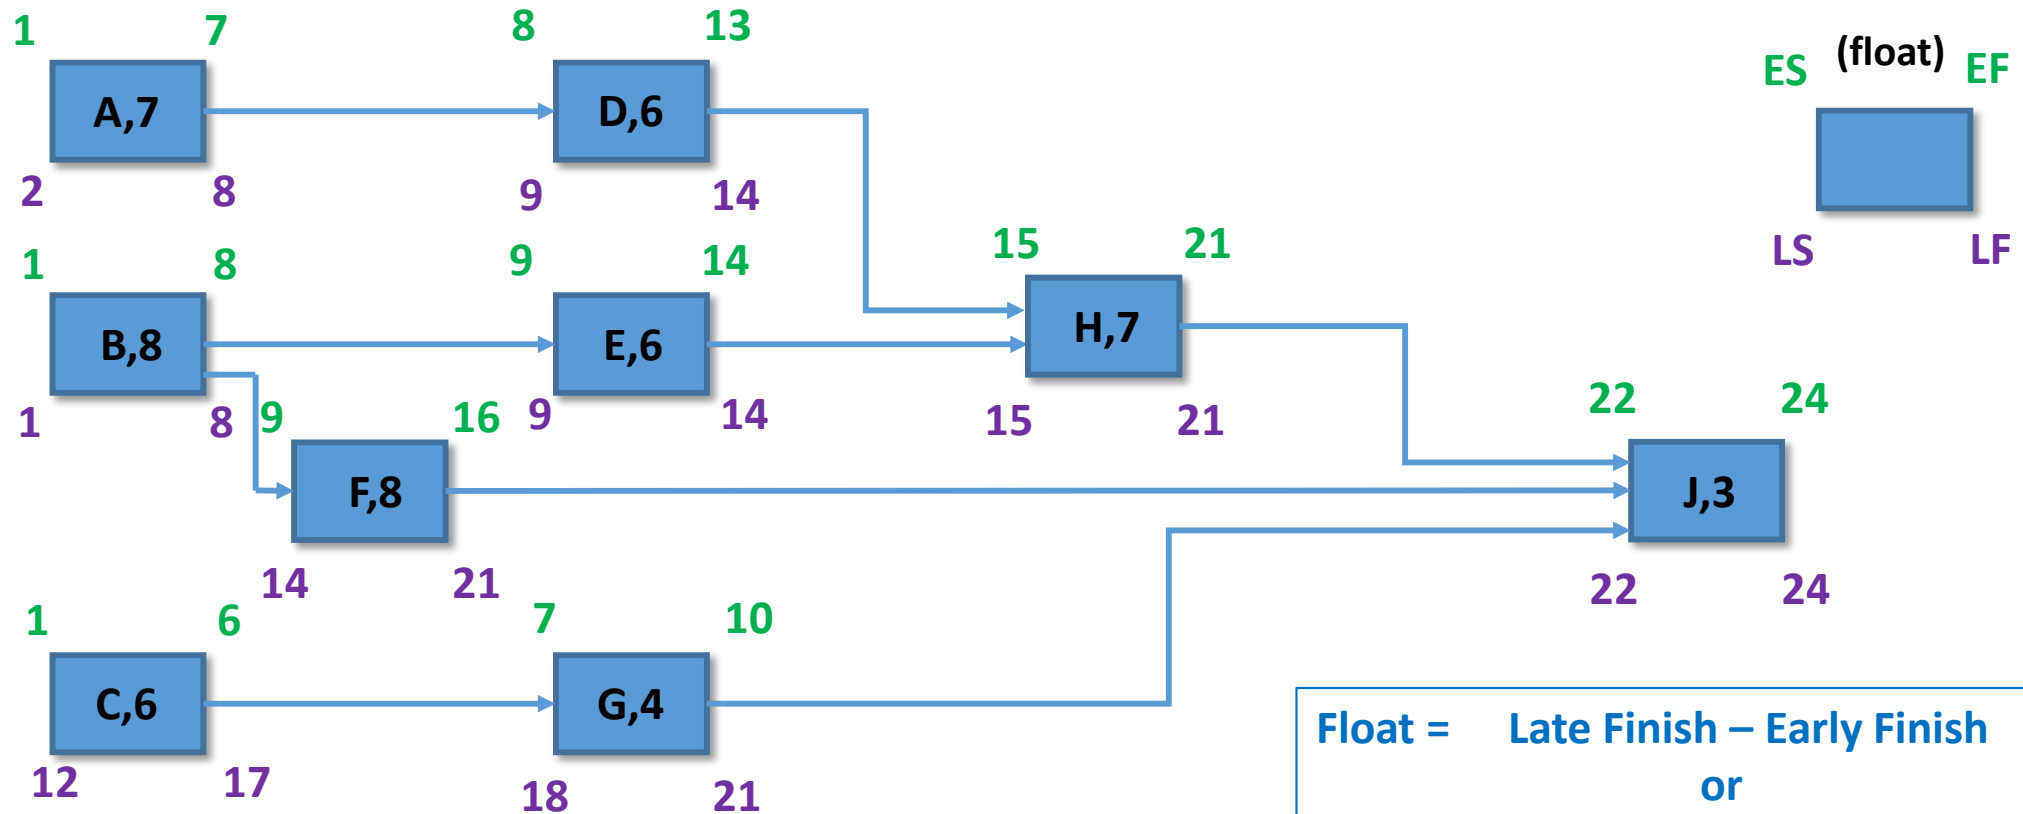 1 7 8 13 (float)
ES EF
A,7 D,6
2 8 9 14
LS LF
1 8 9 14 15 21
B,8 E,6 H,7
1 8 9 16 9 14 15 21 22 24
F,8 J,3
14 21 22 24
1 6 7 10
C,6 G,4
12 17 18 21
Float = Late Finish – Early Finish
or